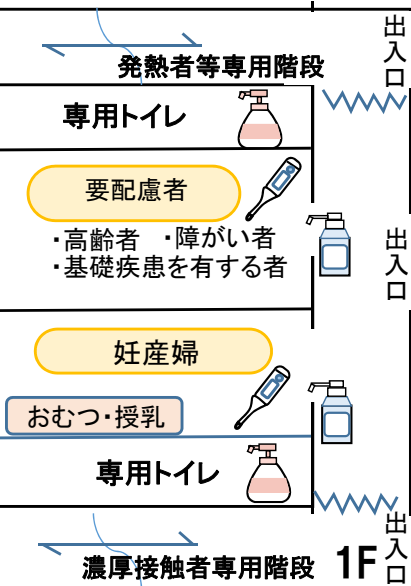 出入口
発熱者等専用階段
専用トイレ
要配慮者
・高齢者 ・障がい者
・基礎疾患を有する者
出入口
妊産婦
おむつ・授乳
専用トイレ
出入口
濃厚接触者専用階段
1F